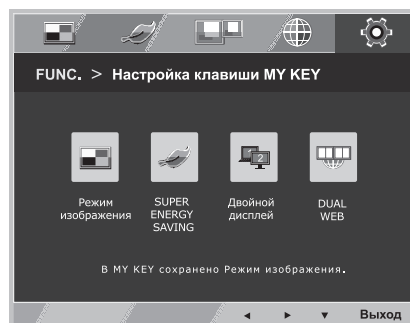 FUNC. > Настройка клавиши MY KEY
Режим изображения
SUPER ENERGY SAVING
2
Двойной дисплей
DUAL WEB
В MY KEY сохранено Режим изображения.
Выход